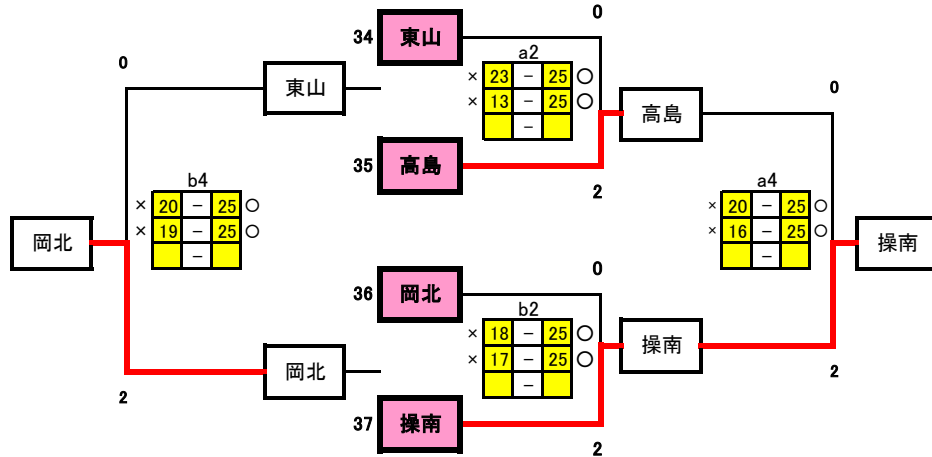 0
34 東山
a2
× 23 − 25 ○
× 13 − 25 ○
−
0
東山
高島
0
35 高島
2
b4
× 20 − 25 ○
× 19 − 25 ○
−
a4
× 20 − 25 ○
× 16 − 25 ○
−
岡北
操南
0
36 岡北
b2
× 18 − 25 ○
× 17 − 25 ○
−
操南
岡北
2
2
37 操南
2